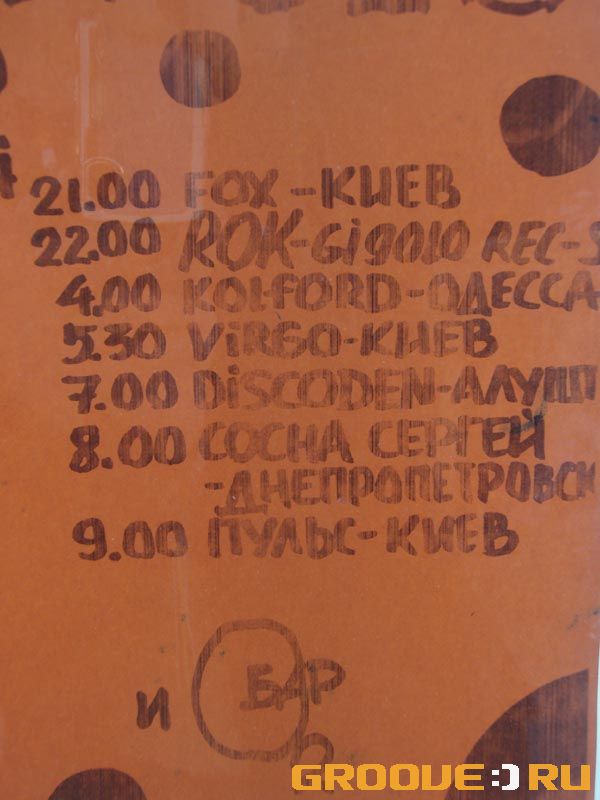 21.00 FOX-КИЕВ
22.00 ROK-Gigolo REC-
4.00 KOLFORD-ОДЕССА
5.30 ViRGO-КИЕВ
7.00 DiSCODEN-АЛУШТ
8.00 СОСНА СЕРГЕЙ
-ДНЕПРОПЕТРОВСК
9.00 ПУЛЬС-КИЕВ
и БАР
GROOVE:)RU